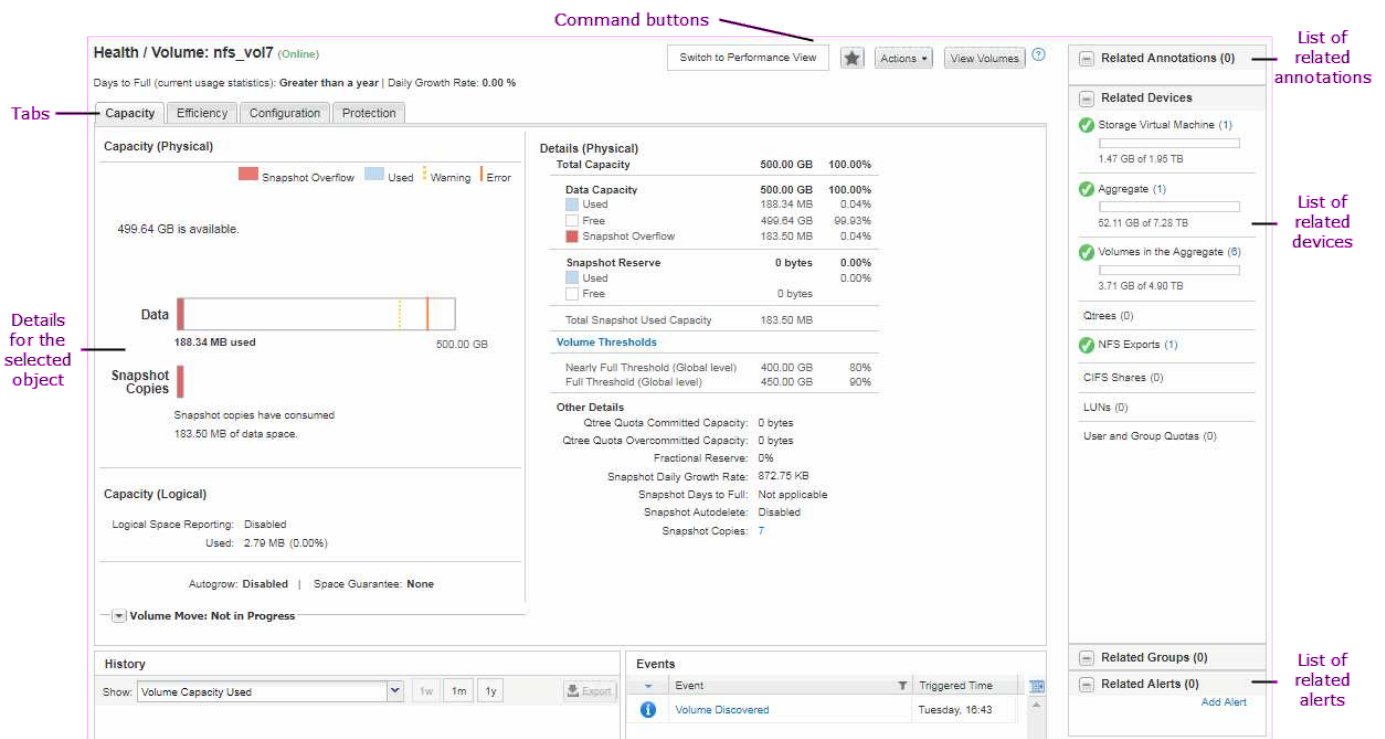 Command buttons
Health / Volume: nfs_vol7 (Online)
Switch to Performance View
Actions
View Volumes
?
Days to Full (current usage statistics): Greater than a year | Daily Growth Rate: 0.00 %
Tabs
Capacity
Efficiency
Configuration
Protection
Capacity (Physical)
Snapshot Overflow
Used
Warning
Error
499.64 GB is available.
Details
for the
selected
object
Data
188.34 MB used
500.00 GB
Snapshot
Copies
Snapshot copies have consumed
183.50 MB of data space.
Capacity (Logical)
Logical Space Reporting: Disabled
Used: 2.79 MB (0.00%)
Autogrow: Disabled | Space Guarantee: None
Volume Move: Not in Progress
Details (Physical)
Total Capacity 500.00 GB 100.00%
Data Capacity 500.00 GB 100.00%
Used 188.34 MB 0.04%
Free 499.64 GB 99.93%
Snapshot Overflow 183.50 MB 0.04%
Snapshot Reserve 0 bytes 0.00%
Used 0.00%
Free 0 bytes
Total Snapshot Used Capacity 183.50 MB
Volume Thresholds
Nearly Full Threshold (Global level) 400.00 GB 80%
Full Threshold (Global level) 450.00 GB 90%
Other Details
Qtree Quota Committed Capacity: 0 bytes
Qtree Quota Overcommitted Capacity: 0 bytes
Fractional Reserve: 0%
Snapshot Daily Growth Rate: 872.75 KB
Snapshot Days to Full: Not applicable
Snapshot Autodelete: Disabled
Snapshot Copies: 7
History
Show: Volume Capacity Used
1w
1m
1y
Export
Events
Event
Triggered Time
Volume Discovered
Tuesday, 16:43
Related Annotations (0)
List of
related
annotations
Related Devices
Storage Virtual Machine (1)
1.47 GB of 1.95 TB
Aggregate (1)
52.11 GB of 7.28 TB
Volumes in the Aggregate (6)
3.71 GB of 4.90 TB
Qtrees (0)
NFS Exports (1)
CIFS Shares (0)
LUNs (0)
User and Group Quotas (0)
List of
related
devices
Related Groups (0)
Related Alerts (0)
Add Alert
List of
related
alerts